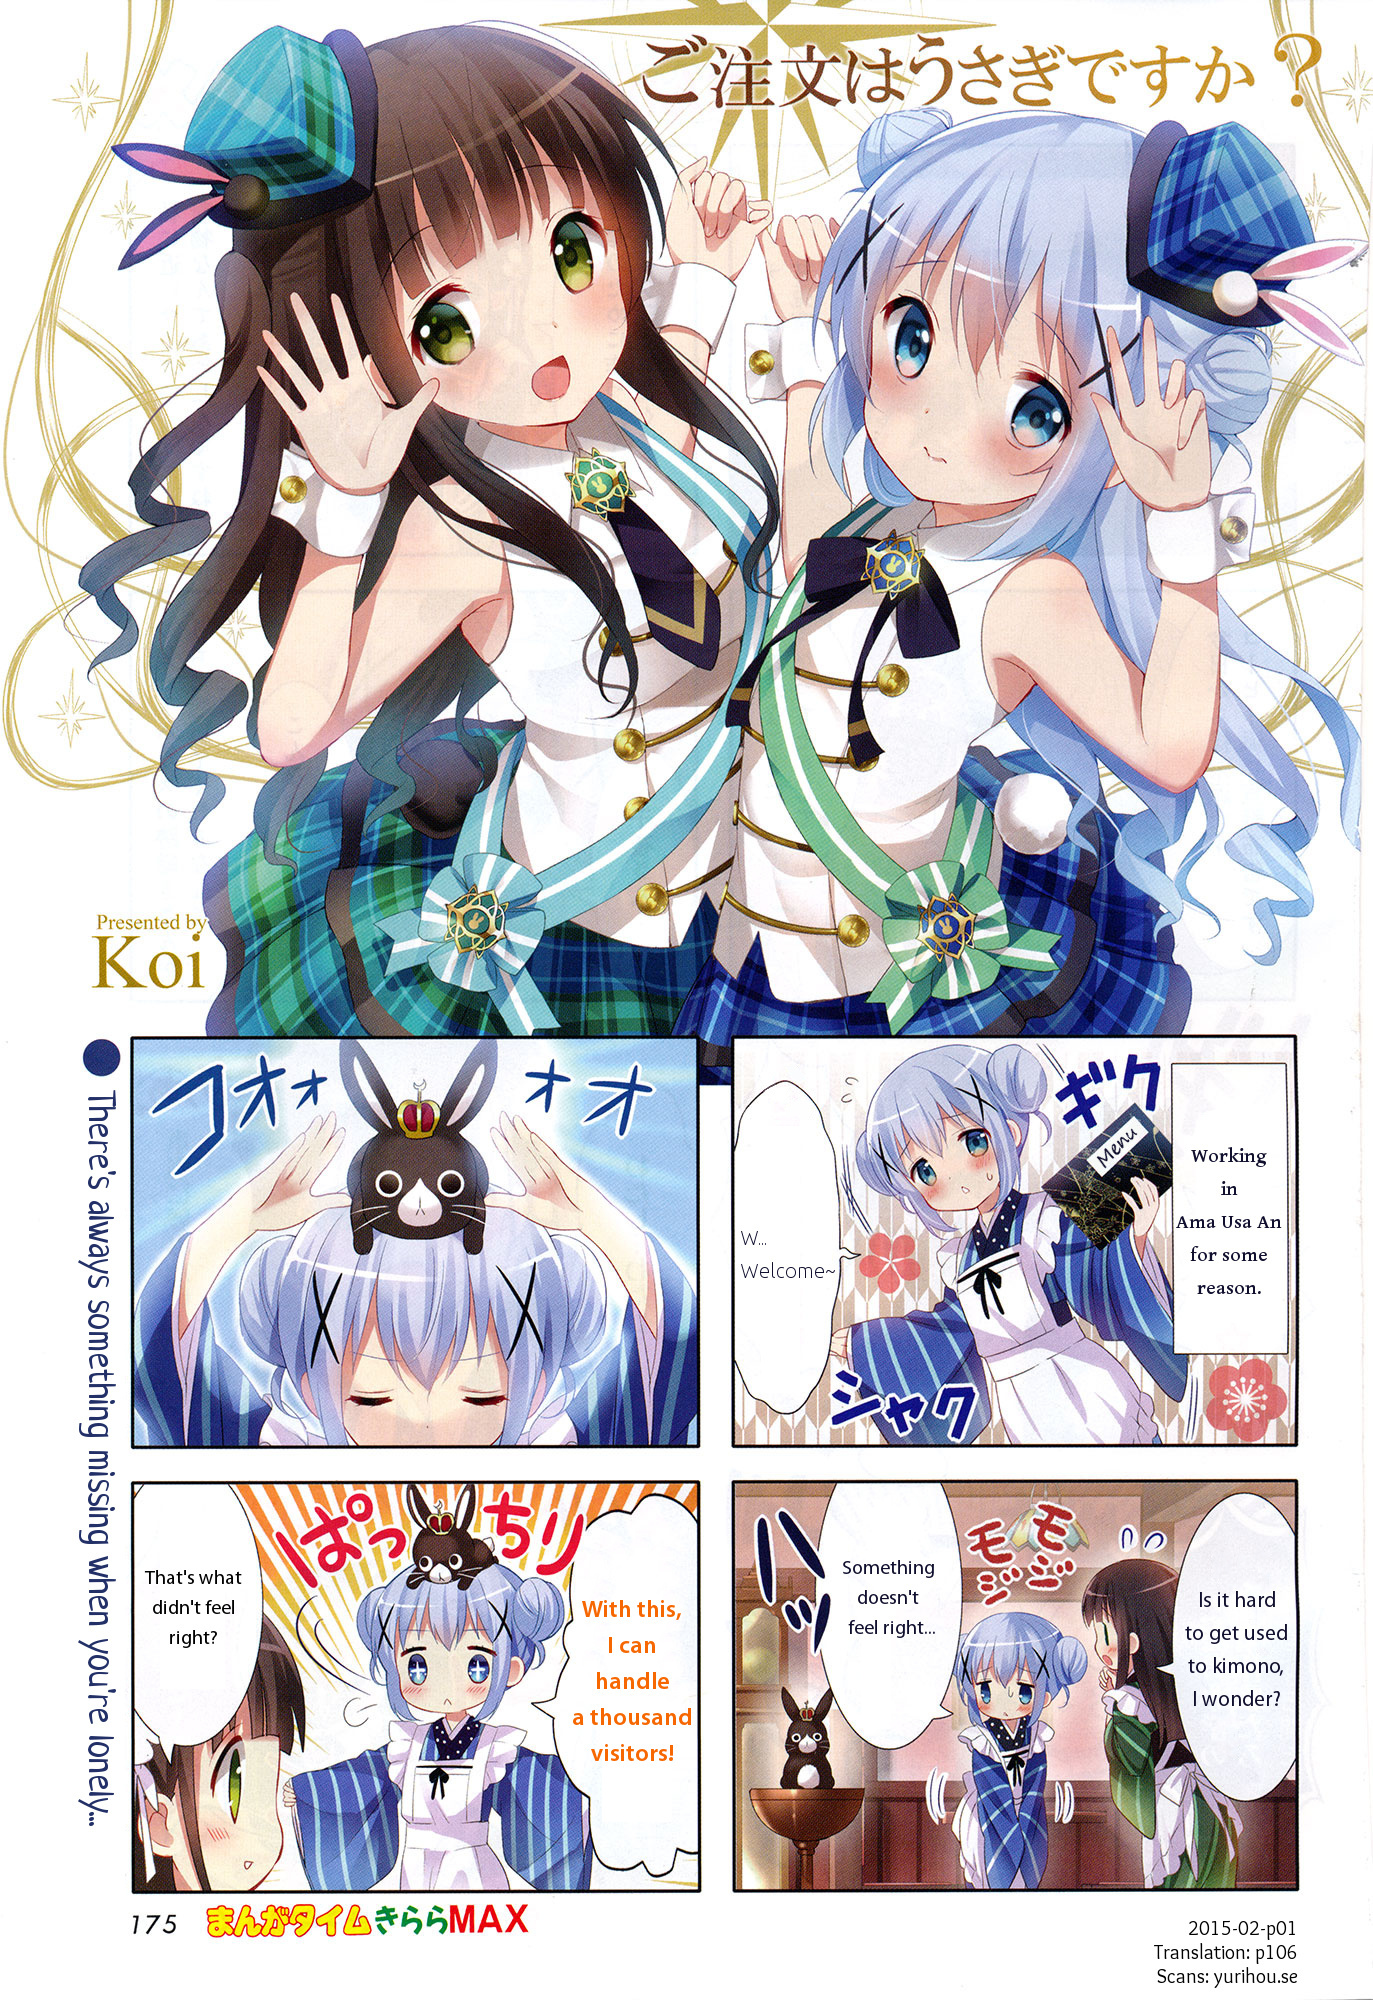 ご注文はうさぎですか？
Presented by
Koi
There's always something missing when you're lonely...
Working
in
Ama Usa An
for some
reason.
ギク
Menu
W...
Welcome~
シャク
Is it hard
to get used
to kimono,
I wonder?
モジ
モジ
Something
doesn't
feel right...
ハッ
コオォ
ォオ
With this,
I can
handle
a thousand
visitors!
ぱっちり
That's what
didn't feel
right?
175
まんがタイムきららMAX
2015-02-p01
Translation: p106
Scans: yurihou.se